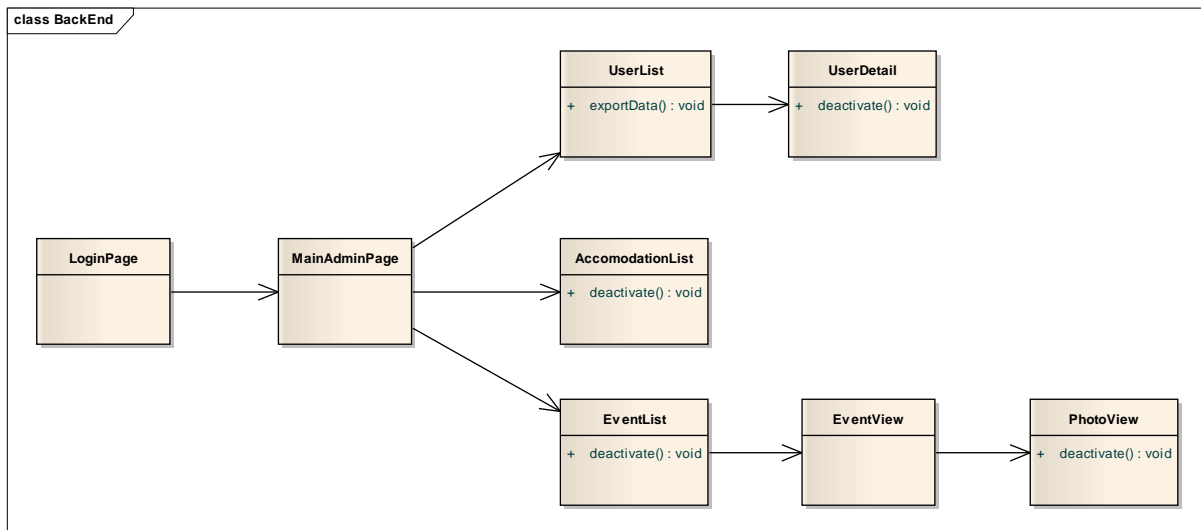 class BackEnd
UserList
+ exportData() : void
UserDetail
+ deactivate() : void
LoginPage
MainAdminPage
AccomodationList
+ deactivate() : void
EventList
+ deactivate() : void
EventView
PhotoView
+ deactivate() : void